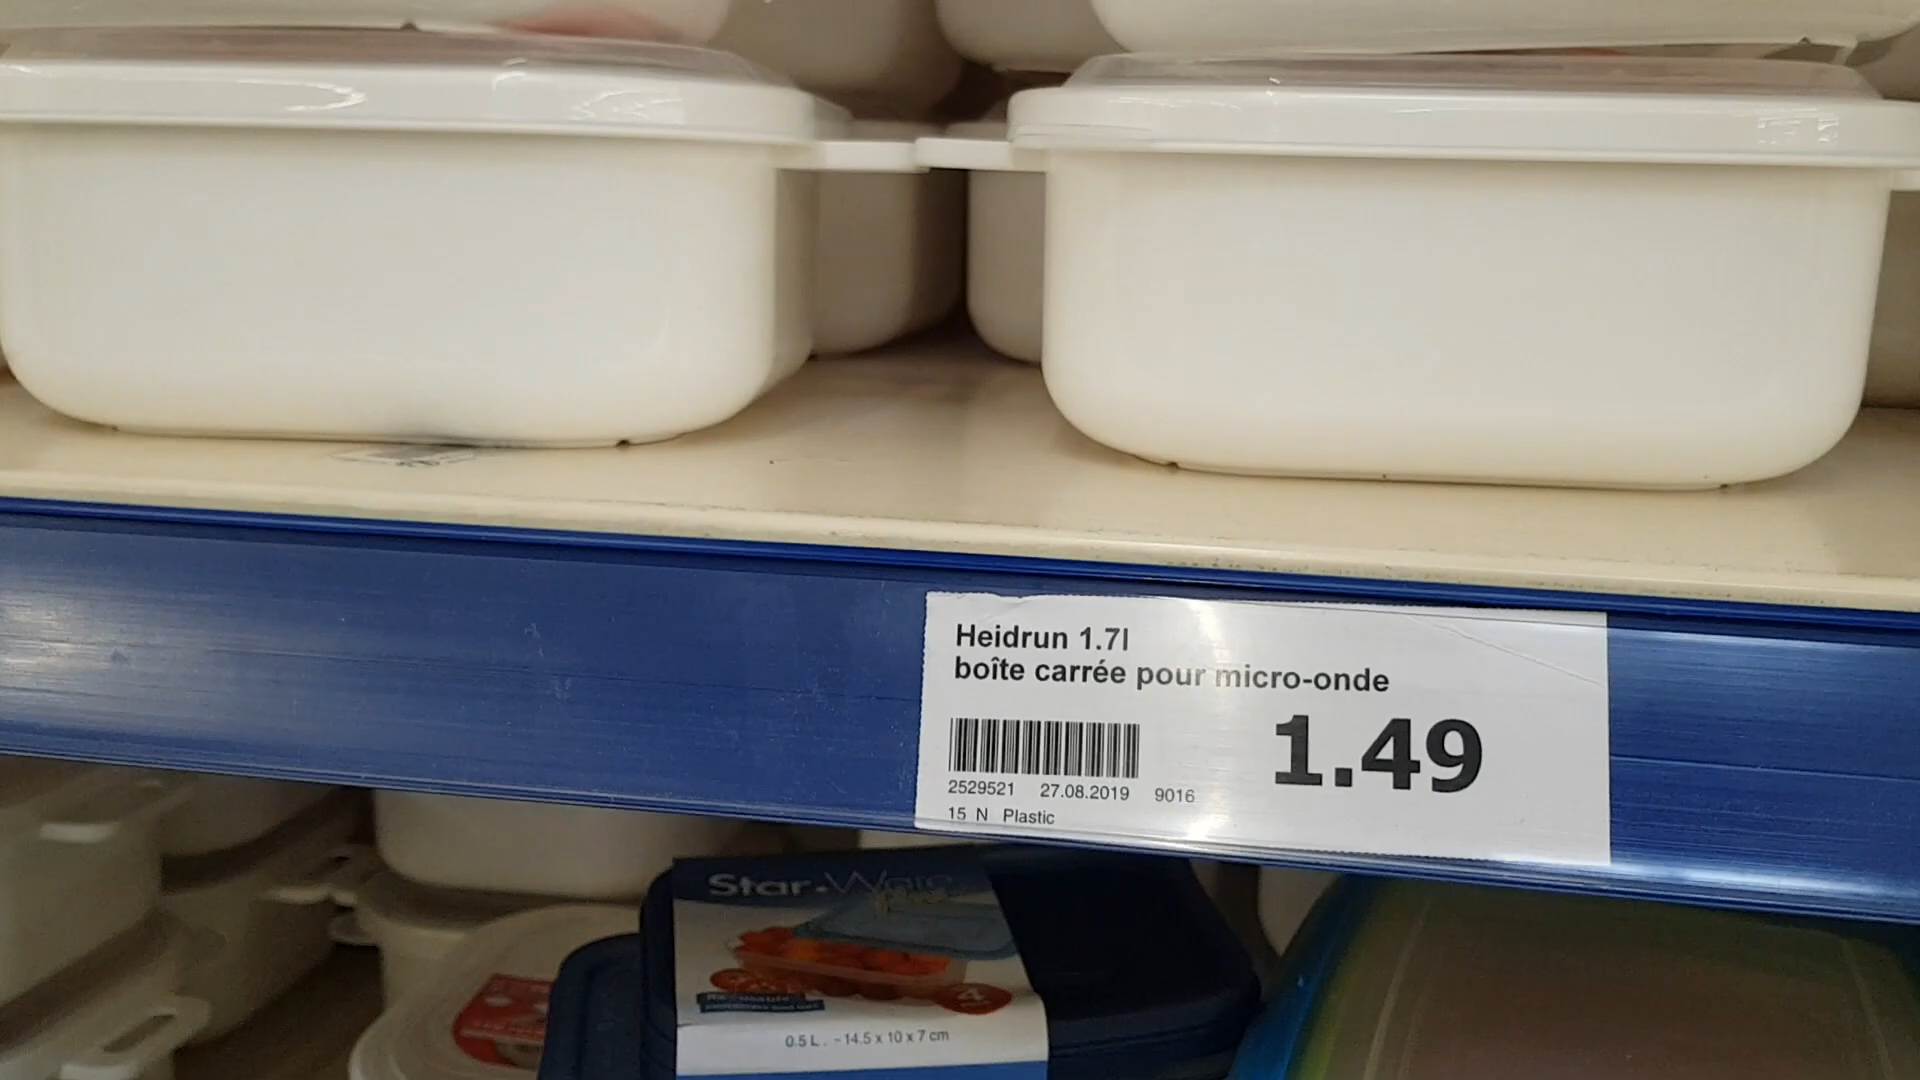 Heidrun 1.7l
boîte carrée pour micro-onde
1.49
2529521 27.08.2019 9016
15 N Plastic
Star.Ware
plus
0.5 L. - 14.5 x 10 x 7 cm